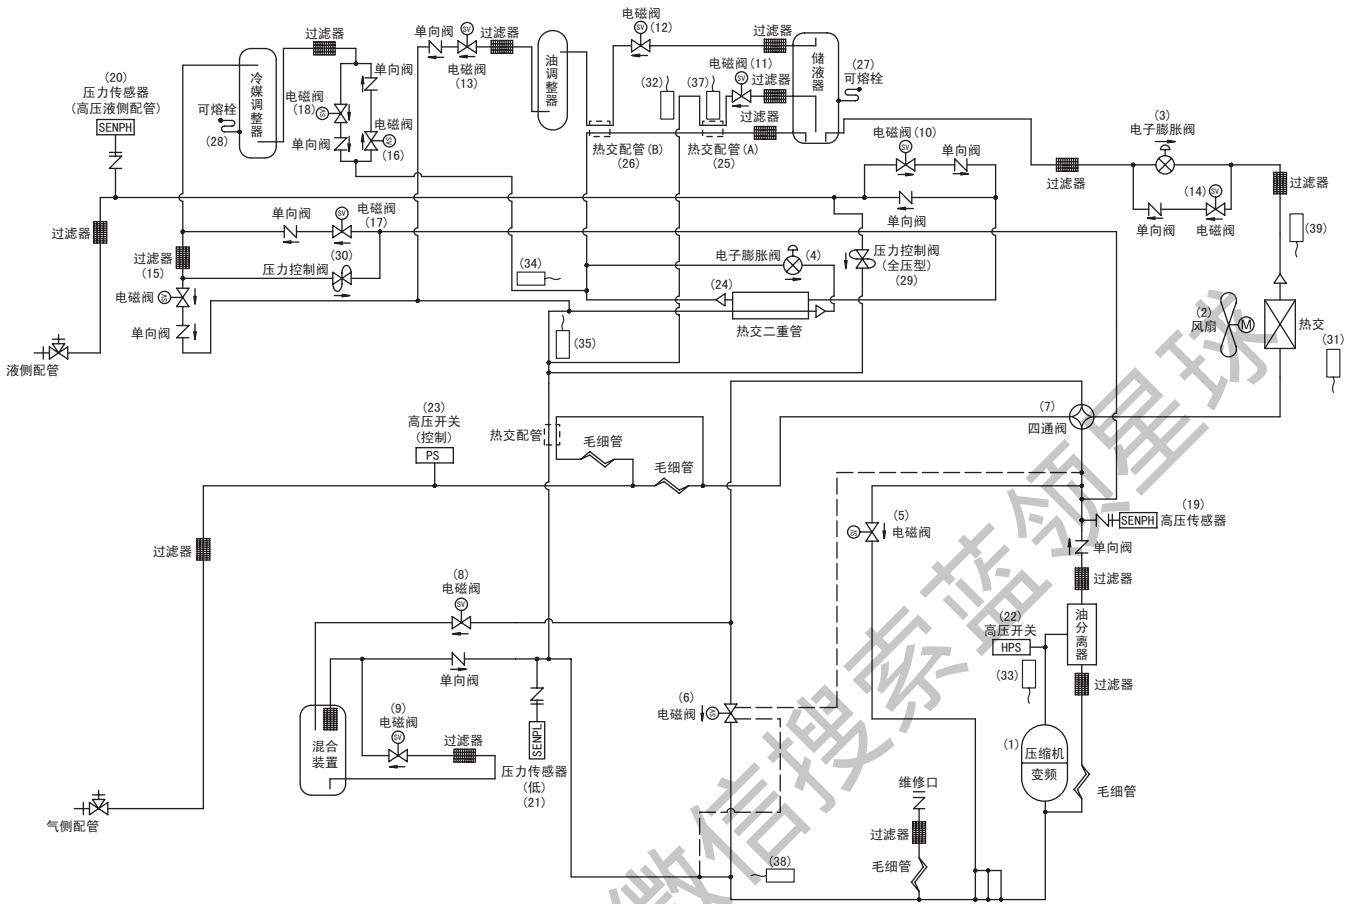 (20)
压力传感器
(高压液侧配管)
SENPH
可熔栓
(28)
冷媒调整器
过滤器
单向阀
电磁阀
(18)
单向阀
电磁阀
(16)
单向阀
SV
过滤器
电磁阀
(13)
油调整器
电磁阀
SV
(12)
过滤器
储液器
(27)
可熔栓
(32)
(37)
电磁阀(11)
SV
过滤器
过滤器
热交配管(B)
(26)
热交配管(A)
(25)
电磁阀(10)
SV
单向阀
单向阀
(3)
电子膨胀阀
过滤器
(14)
SV
单向阀
电磁阀
过滤器
(39)
过滤器
单向阀
SV
电磁阀
(17)
过滤器
(15)
(30)
压力控制阀
电磁阀
SV
单向阀
液侧配管
(34)
电子膨胀阀
(4)
压力控制阀
(全压型)
(29)
(24)
热交二重管
(35)
(2)
风扇
M
热交
(31)
(23)
高压开关
(控制)
PS
热交配管
毛细管
毛细管
(7)
四通阀
(5)
SV
电磁阀
(19)
SENPH
高压传感器
单向阀
过滤器
过滤器
(8)
电磁阀
SV
单向阀
(22)
高压开关
HPS
油分离器
(33)
过滤器
(6)
电磁阀
SV
(9)
电磁阀
SV
过滤器
混合
装置
SENPL
压力传感器
(低)
(21)
(1)
压缩机
变频
毛细管
维修口
过滤器
毛细管
(38)
气侧配管
微信搜索蓝领星球